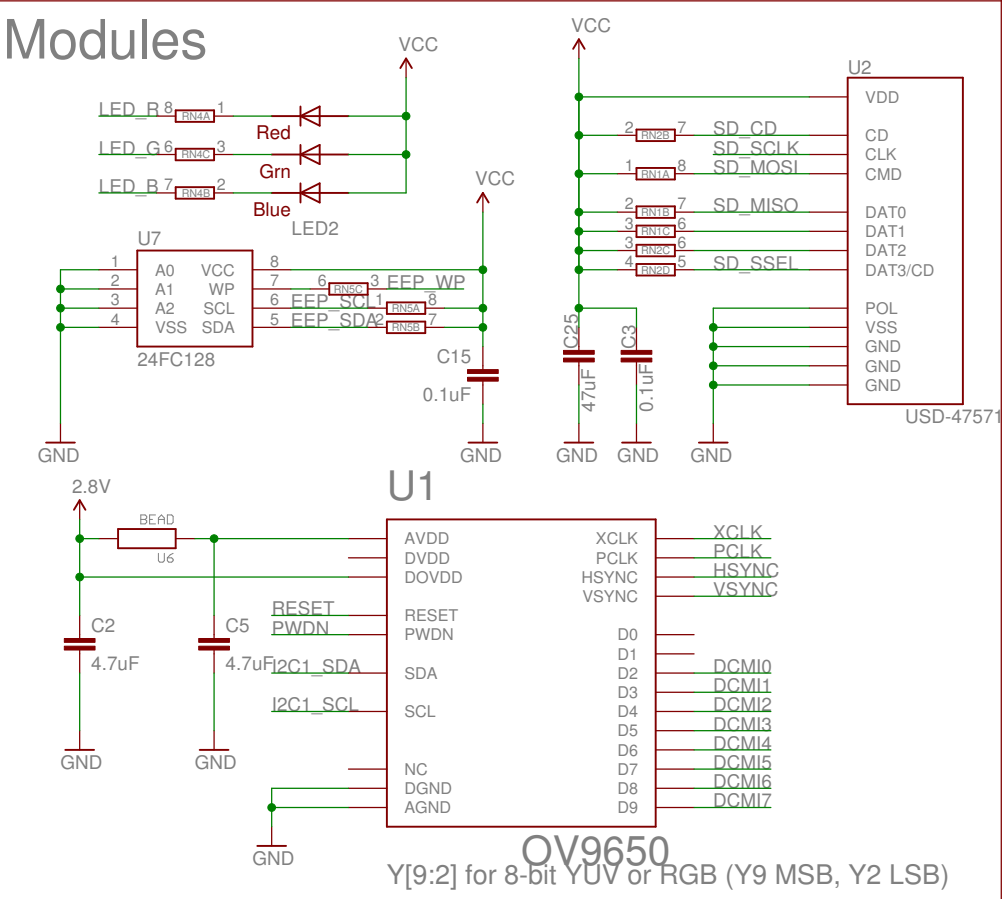 Modules
VCC
LED_R 8 RN4A 1
Red
LED_G 6 RN4C 3
Grn
LED_B 7 RN4B 2
Blue
LED2
VCC
U7
1 A0 VCC 8
2 A1 WP 7 6 RN5C 3 EEP_WP
3 A2 SCL 6 EEP_SCL 1 RN5A 8
4 VSS SDA 5 EEP_SDA 2 RN5B 7
24FC128
C15
0.1uF
GND
GND
VCC
U2
VDD
2 RN2B 7 SD_CD CD
SD_SCLK CLK
1 RN1A 8 SD_MOSI CMD
2 RN1B 7 SD_MISO DAT0
3 RN1C 6 DAT1
3 RN2C 6 DAT2
4 RN2D 5 SD_SSEL DAT3/CD
POL
VSS
GND
GND
GND
C25
47uF
C3
0.1uF
USD-47571
GND
GND
GND
2.8V
BEAD
U6
C2
4.7uF
C5
4.7uF
GND
GND
U1
AVDD XCLK XCLK
DVDD PCLK PCLK
DOVDD HSYNC HSYNC
VSYNC VSYNC
RESET RESET
PWDN PWDN D0
D1
I2C1_SDA SDA D2 DCMI0
D3 DCMI1
I2C1_SCL SCL D4 DCMI2
D5 DCMI3
D6 DCMI4
NC D7 DCMI5
DGND D8 DCMI6
AGND D9 DCMI7
GND
OV9650
Y[9:2] for 8-bit YUV or RGB (Y9 MSB, Y2 LSB)